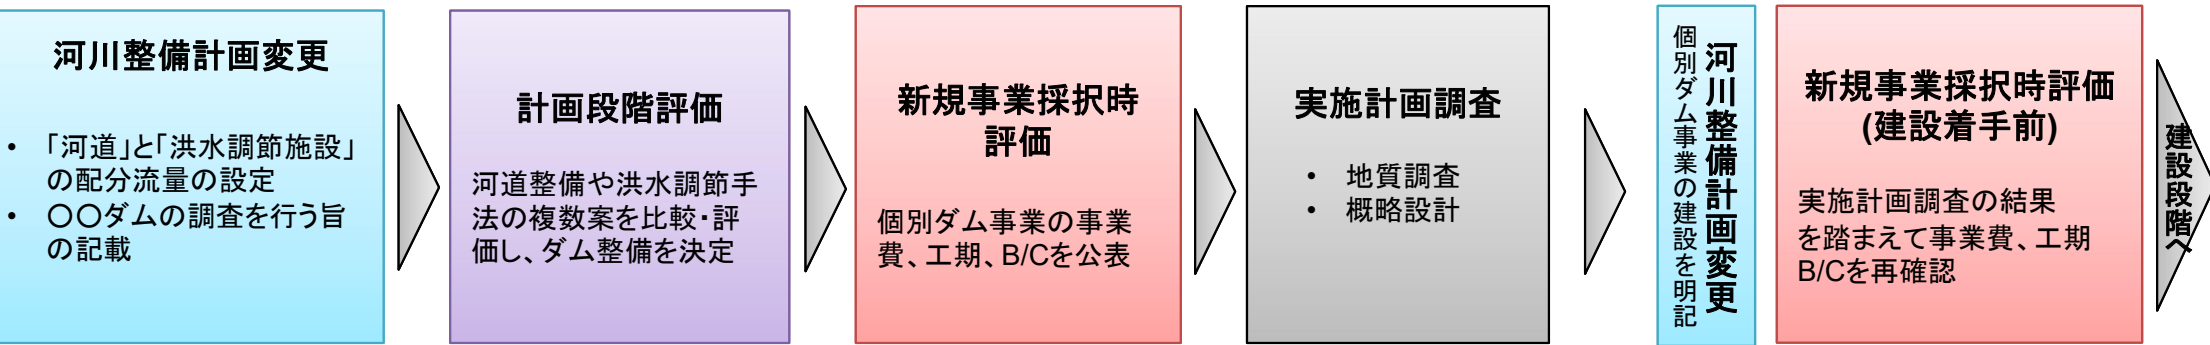 河川整備計画変更
• 「河道」と「洪水調節施設」
の配分流量の設定
• 〇〇ダムの調査を行う旨
の記載
計画段階評価
河道整備や洪水調節手
法の複数案を比較・評
価し、ダム整備を決定
新規事業採択時
評価
個別ダム事業の事業
費、工期、B/Cを公表
実施計画調査
• 地質調査
• 概略設計
河川整備計画変更
個別ダム事業の建設を明記
新規事業採択時評価
(建設着手前)
実施計画調査の結果
を踏まえて事業費、工期
B/Cを再確認
建設段階へ